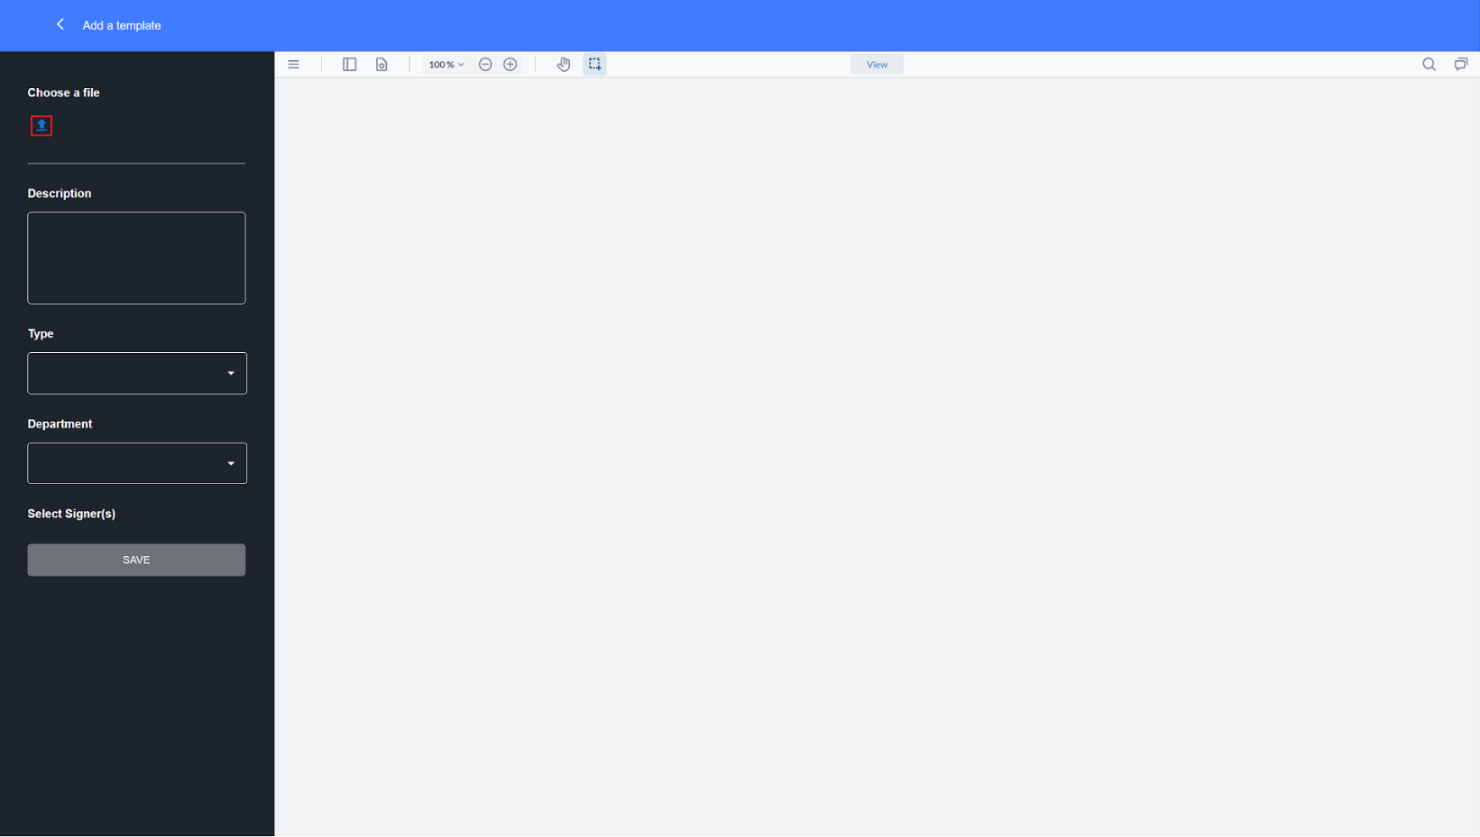 Add a template
100%
View
Choose a file
Description
Type
Department
Select Signer(s)
SAVE